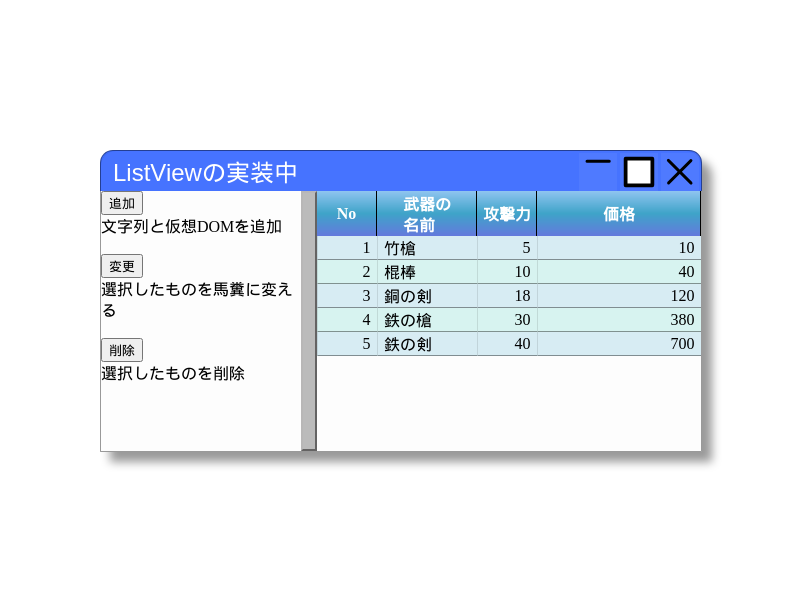 ListViewの実装中
追加
文字列と仮想DOMを追加
変更
選択したものを馬糞に変え
る
削除
選択したものを削除
No 武器の 攻撃力 価格
名前
1 竹槍 5 10
2 棍棒 10 40
3 銅の剣 18 120
4 鉄の槍 30 380
5 鉄の剣 40 700